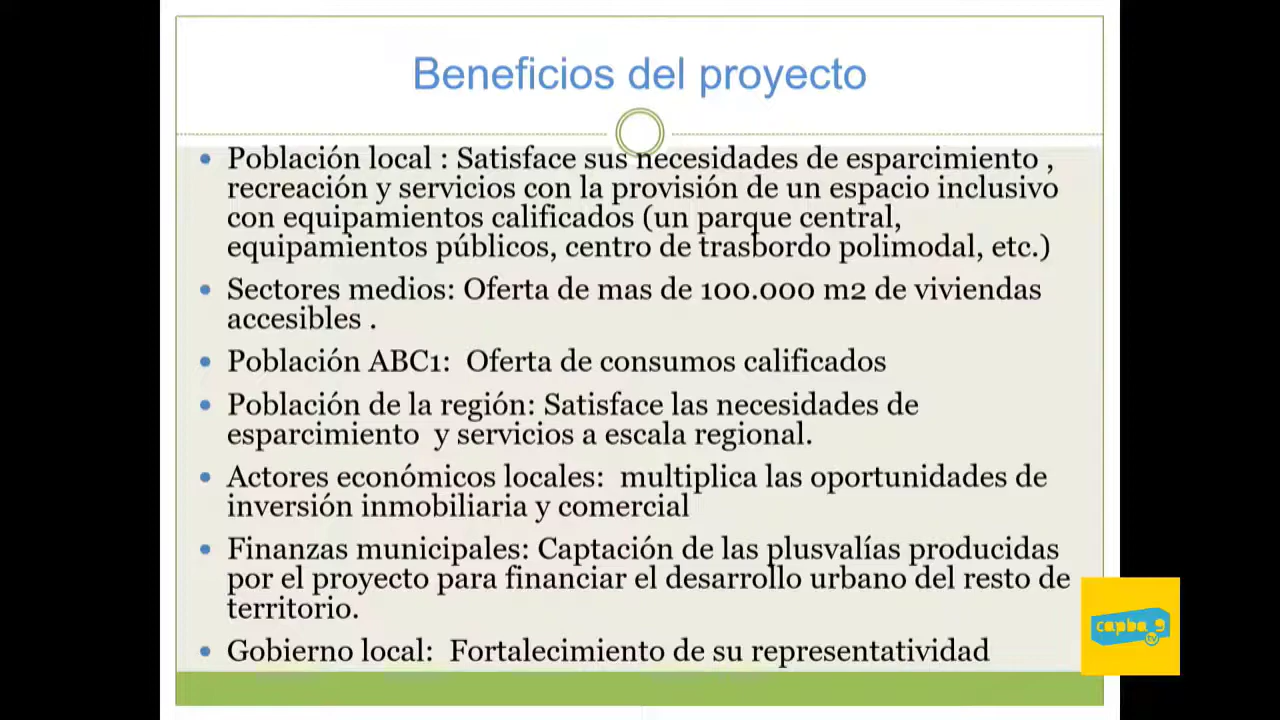 Beneficios del proyecto
• Población local : Satisface sus necesidades de esparcimiento ,
recreación y servicios con la provisión de un espacio inclusivo
con equipamientos calificados (un parque central,
equipamientos públicos, centro de trasbordo polimodal, etc.)
• Sectores medios: Oferta de mas de 100.000 m2 de viviendas
accesibles .
• Población ABC1: Oferta de consumos calificados
• Población de la región: Satisface las necesidades de
esparcimiento y servicios a escala regional.
• Actores económicos locales: multiplica las oportunidades de
inversión inmobiliaria y comercial
• Finanzas municipales: Captación de las plusvalías producidas
por el proyecto para financiar el desarrollo urbano del resto de
territorio.
• Gobierno local: Fortalecimiento de su representatividad
capba 9
tv